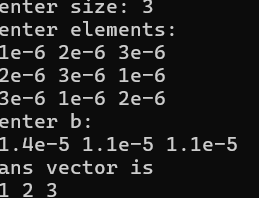 enter size: 3
enter elements:
1e-6 2e-6 3e-6
2e-6 3e-6 1e-6
3e-6 1e-6 2e-6
enter b:
1.4e-5 1.1e-5 1.1e-5
ans vector is
1 2 3